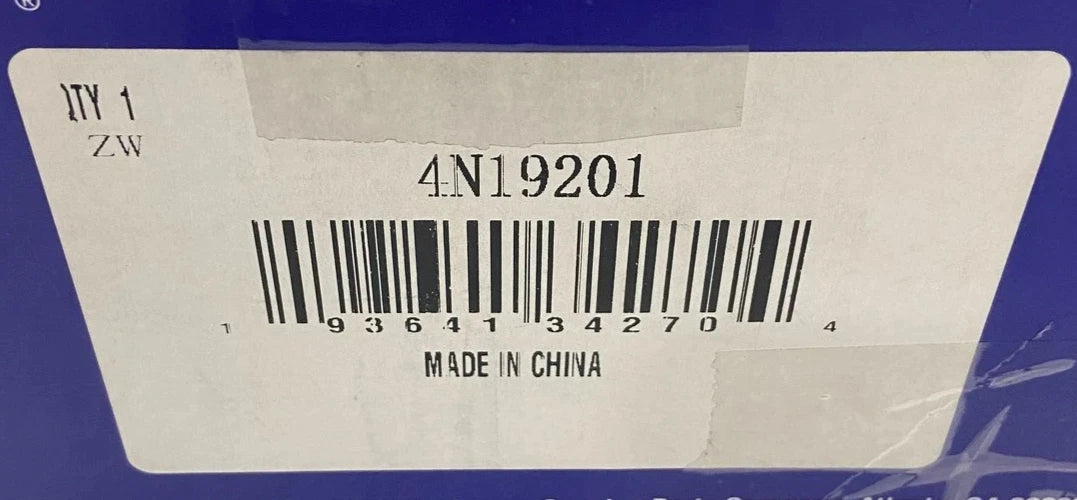 ®
QTY 1
ZW
4N19201
1 93641 34270 4
MADE IN CHINA